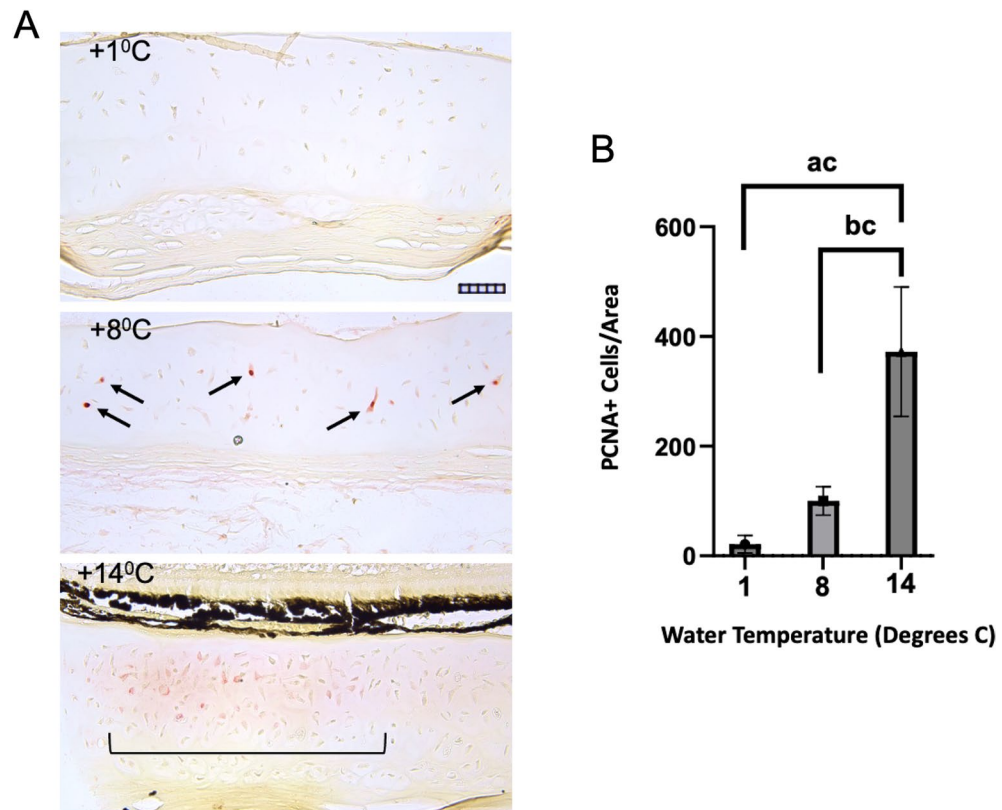 A
+1⁰C
+8⁰C
+14⁰C
B
ac
bc
600
400
200
0
PCNA+ Cells/Area
1 8 14
Water Temperature (Degrees C)